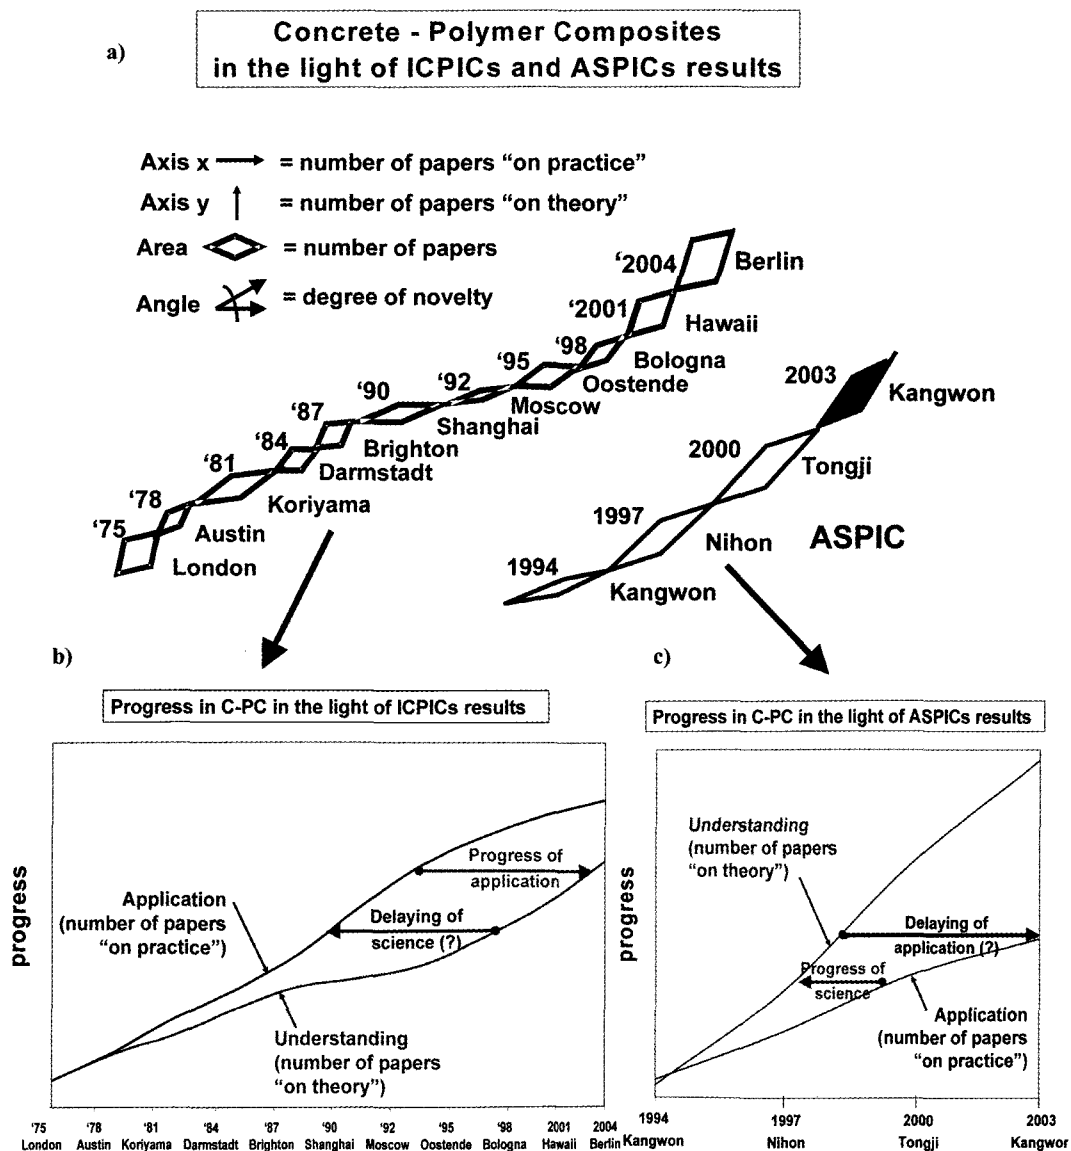 a)
Concrete - Polymer Composites
in the light of ICPICs and ASPICs results
Axis x = number of papers “on practice”
Axis y = number of papers “on theory”
Area = number of papers
Angle = degree of novelty
‘75
London
‘78
Austin
‘81
Koriyama
‘84
Darmstadt
‘87
Brighton
‘90
Shanghai
‘92
Moscow
‘95
Oostende
‘98
Bologna
‘2001
Hawaii
‘2004
Berlin
1994
Kangwon
1997
Nihon
2000
Tongji
2003
Kangwon
ASPIC
b)
Progress in C-PC in the light of ICPICs results
progress
Application
(number of papers
“on practice”)
Progress of
application
Delaying of
science (?)
Understanding
(number of papers
“on theory”)
‘75 ‘78 ‘81 ‘84 ‘87 ‘90 ‘92 ‘95 ‘98 2001 2004
London Austin Koriyama Darmstadt Brighton Shanghai Moscow Oostende Bologna Hawaii Berlin
c)
Progress in C-PC in the light of ASPICs results
progress
Understanding
(number of papers
“on theory”)
Delaying of
application (?)
Progress of
science
Application
(number of papers
“on practice”)
1994 1997 2000 2003
Kangwon Nihon Tongji Kangwor